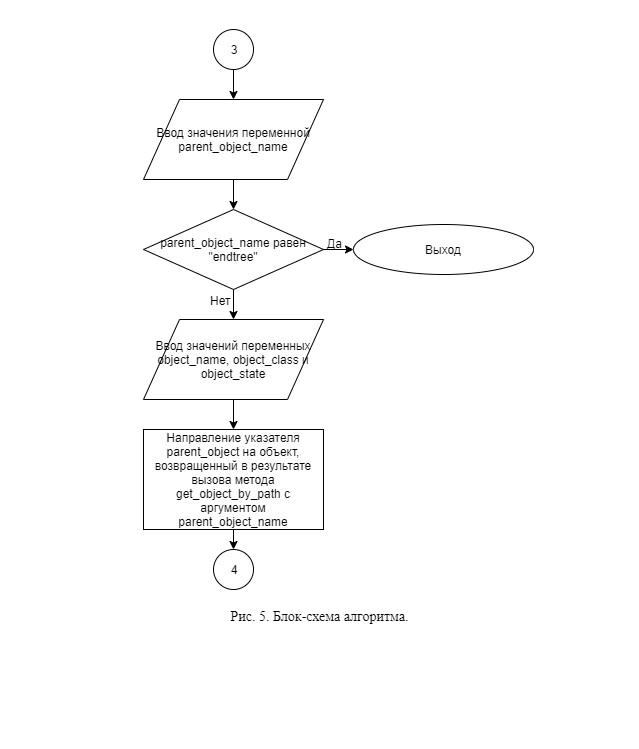 3
Ввод значения переменной
parent_object_name
parent_object_name равен
"endtree"
Да
Выход
Нет
Ввод значений переменных
object_name, object_class и
object_state
Направление указателя
parent_object на объект,
возвращенный в результате
вызова метода
get_object_by_path с
аргументом
parent_object_name
4
Рис. 5. Блок-схема алгоритма.